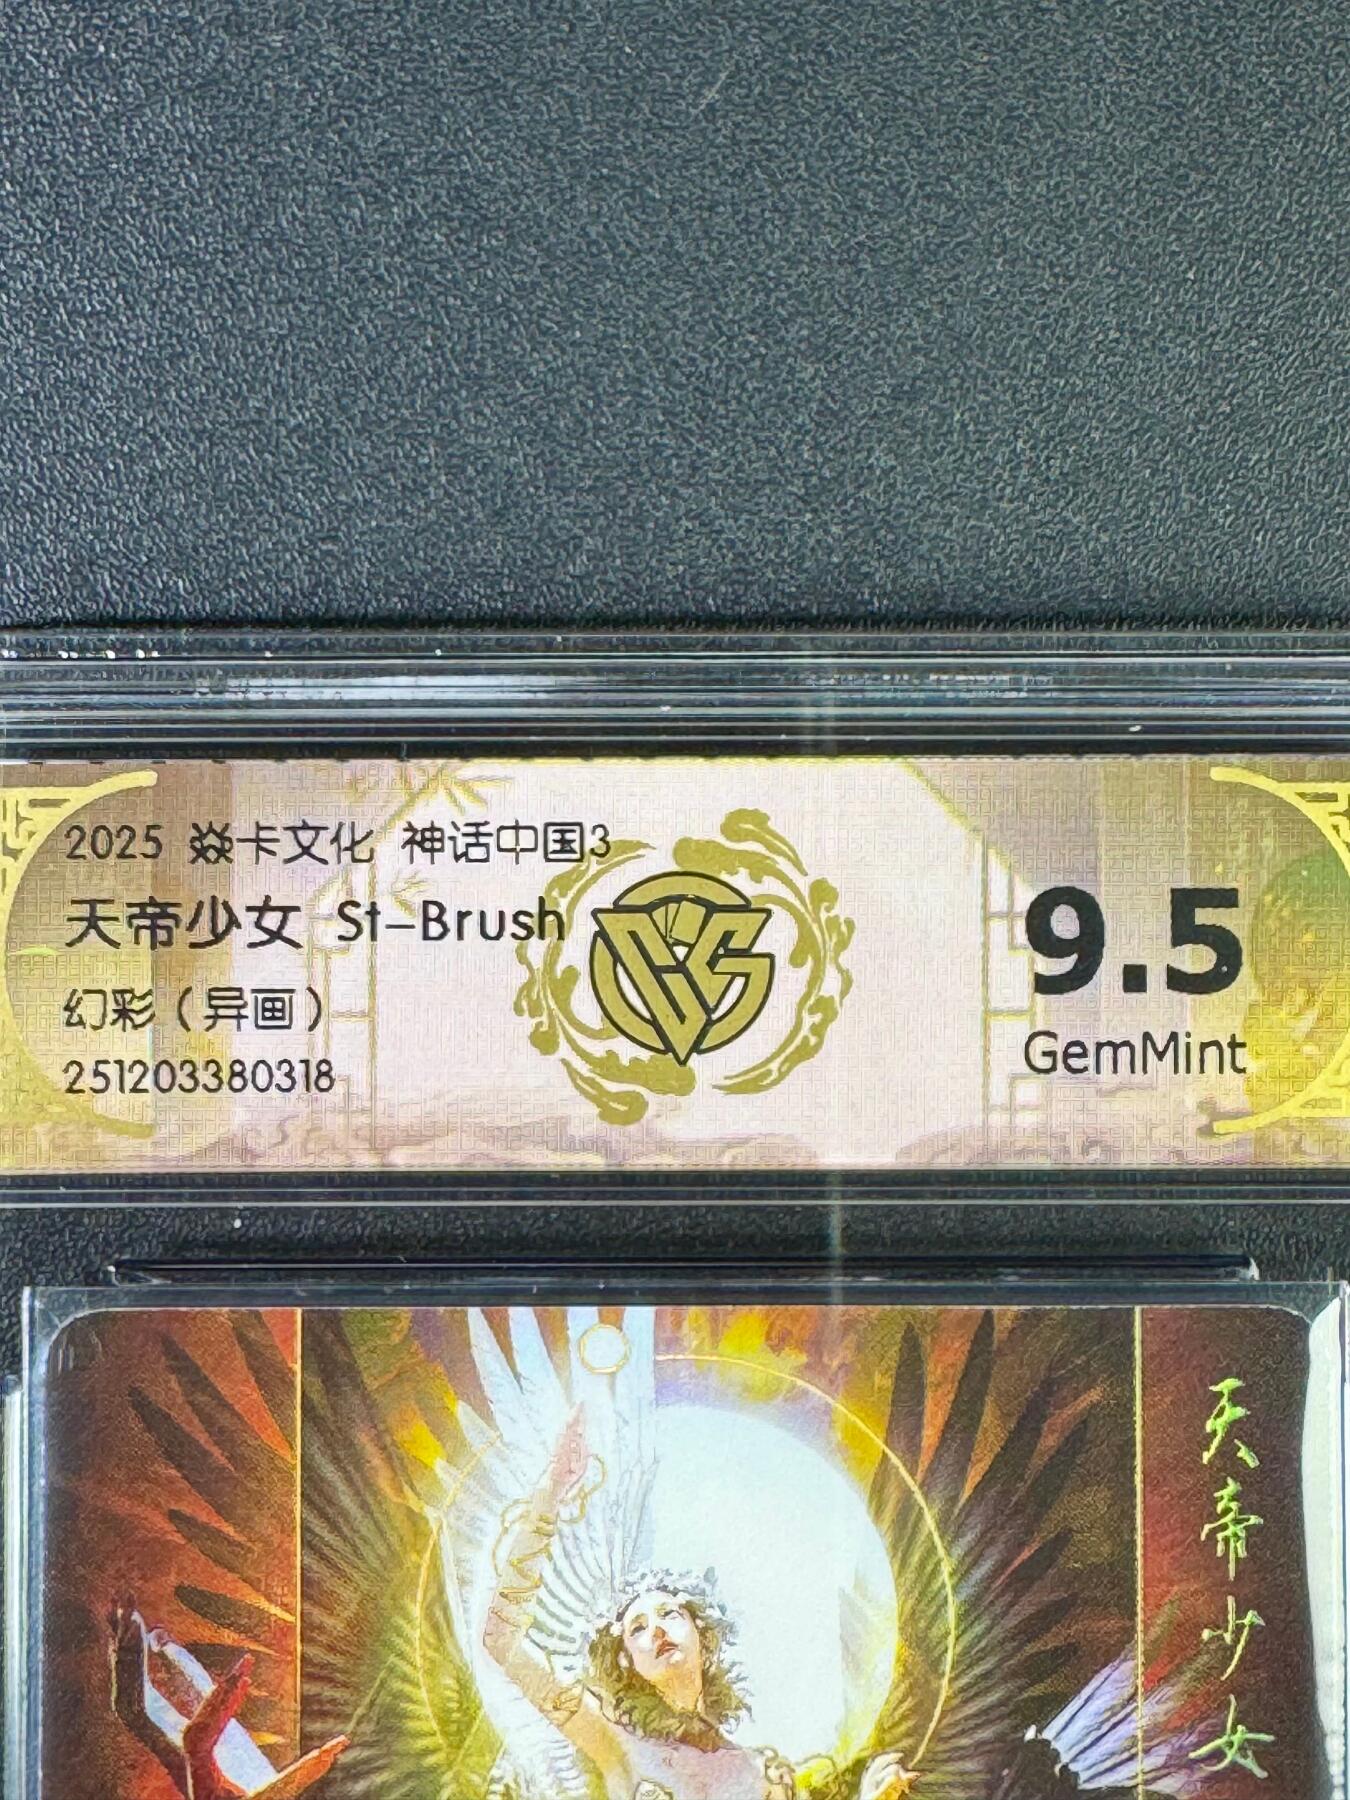 2025 焱卡文化 神话中国3
天帝少女 St-Brush
幻彩（异画）
251203380318
9.5
GemMint
天帝少女